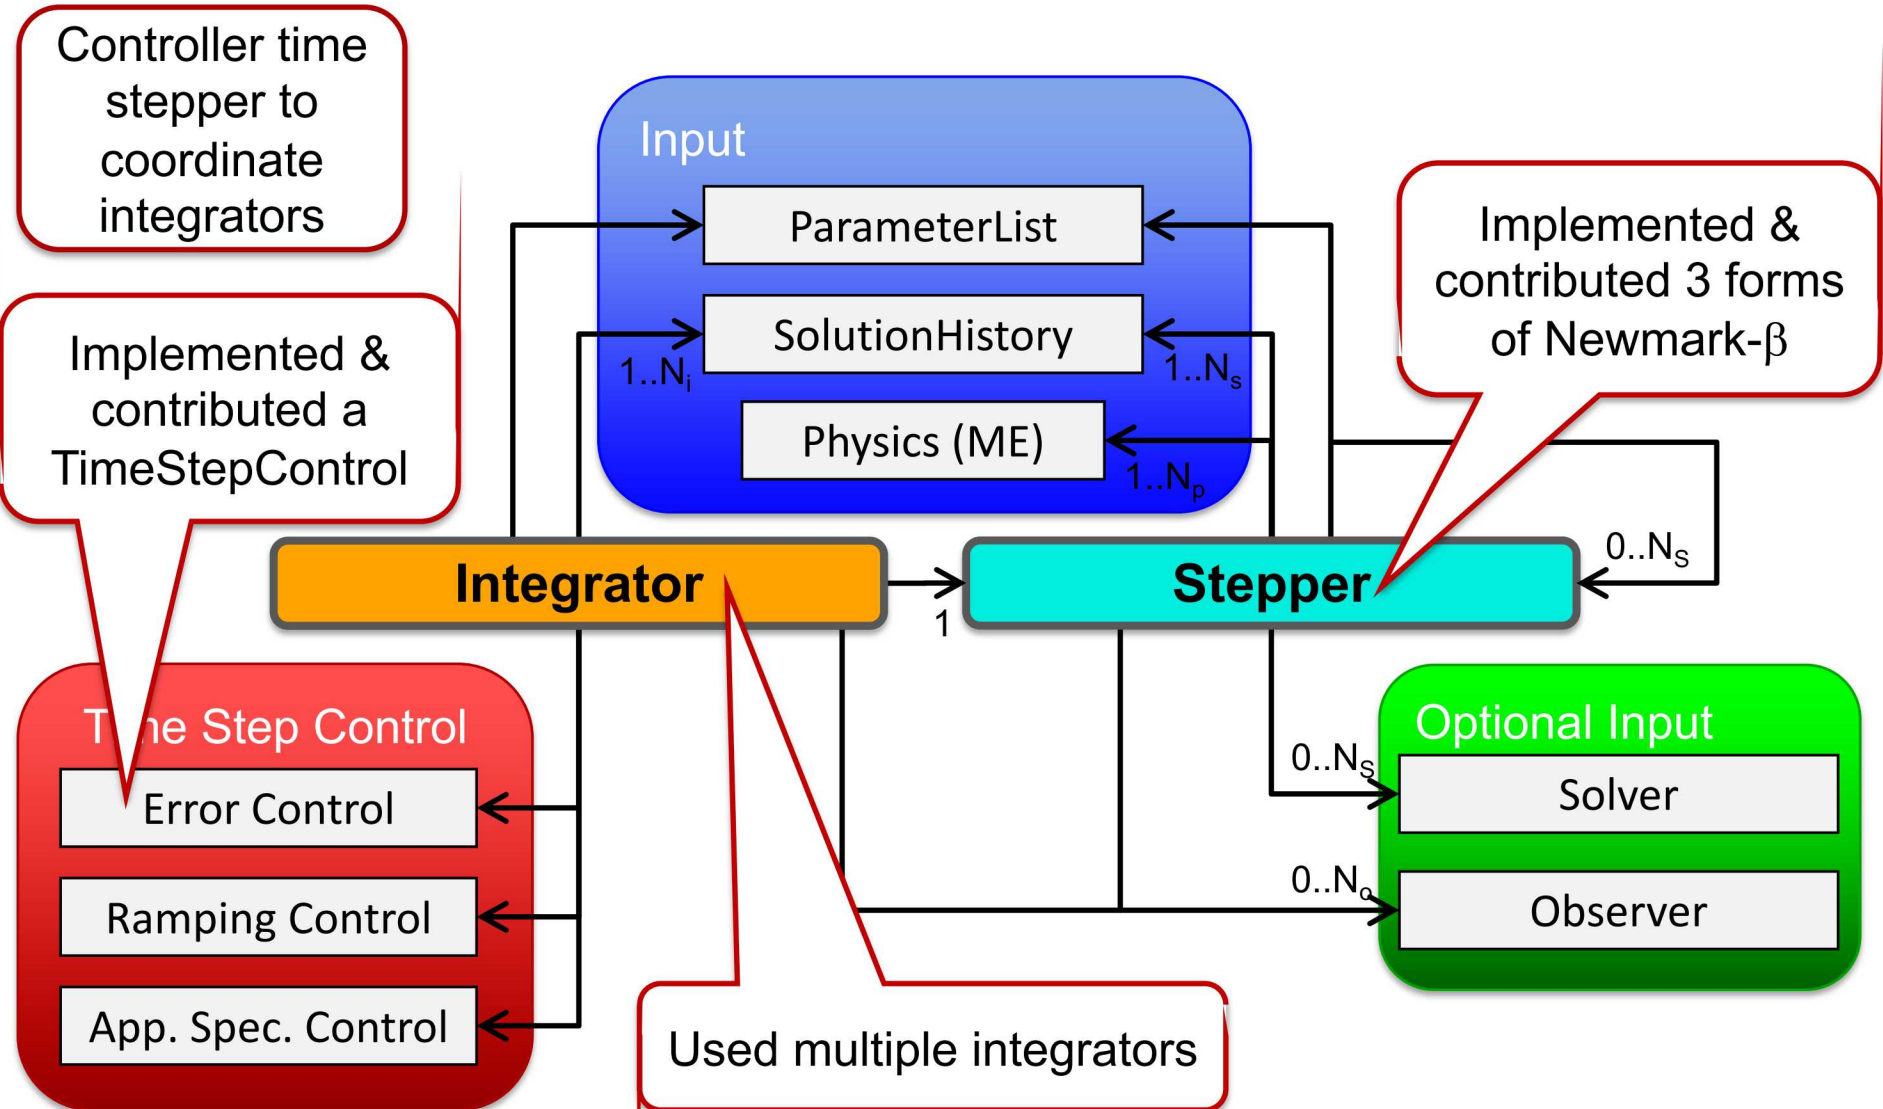 Controller time
stepper to
coordinate
integrators
Input
ParameterList
SolutionHistory
1..Nᵢ
1..Nₛ
Physics (ME)
1..Nₚ
Implemented &
contributed 3 forms
of Newmark-β
Implemented &
contributed a
TimeStepControl
Integrator
1
Stepper
0..N_S
Time Step Control
Error Control
Ramping Control
App. Spec. Control
Optional Input
0..N_S
Solver
0..Nₒ
Observer
Used multiple integrators